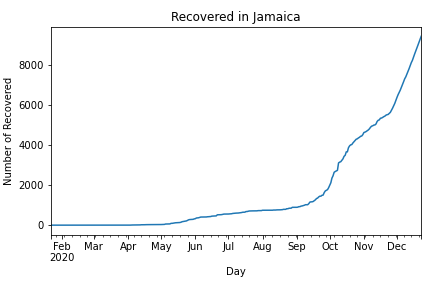 Recovered in Jamaica
Number of Recovered
8000
6000
4000
2000
0
Feb Mar Apr May Jun Jul Aug Sep Oct Nov Dec
2020
Day